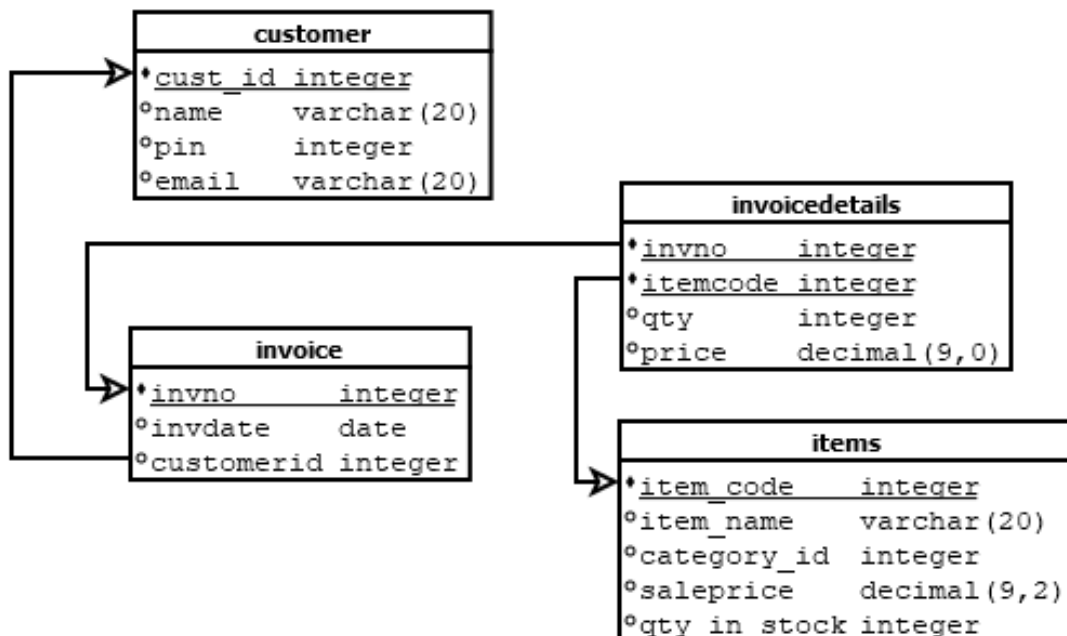 customer
cust_id integer
name varchar(20)
pin integer
email varchar(20)
invoicedetails
invno integer
itemcode integer
qty integer
price decimal(9,0)
invoice
invno integer
invdate date
customerid integer
items
item_code integer
item_name varchar(20)
category_id integer
saleprice decimal(9,2)
qty_in_stock integer